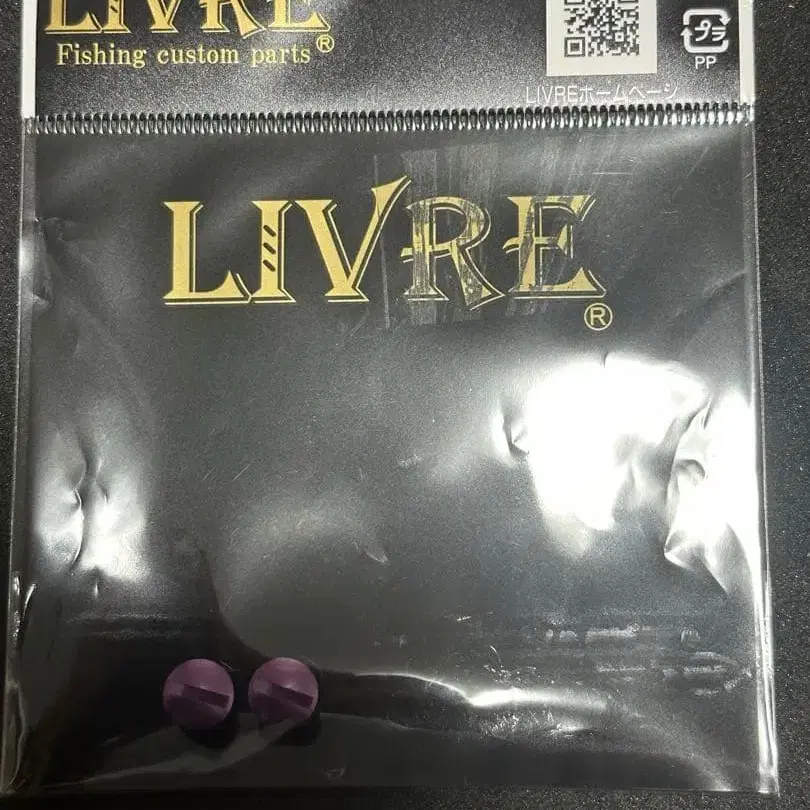 LIVRE
Fishing custom parts®
プラ
PP
LIVREホームページ
LIVRE
®